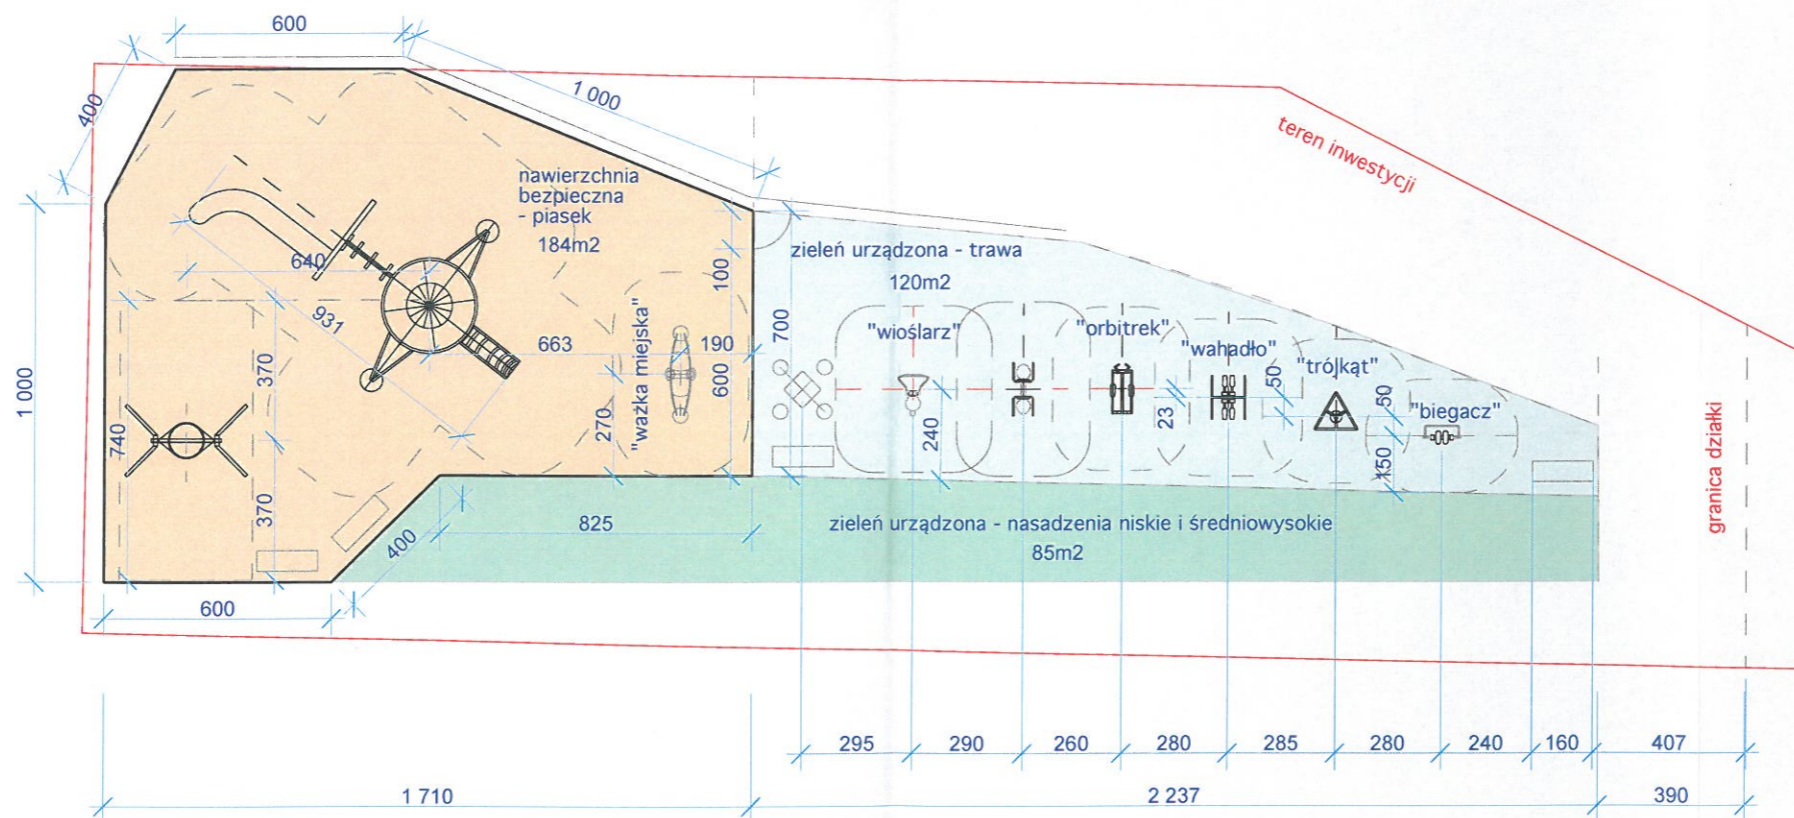 600
400
1 000
teren inwestycji
nawierzchnia
bezpieczna
- piasek
184m2
zieleń urządzona - trawa
120m2
640
100
931
663
"ważka miejska"
190
700
"wioślarz"
"orbitrek"
"wahadło"
"trójkąt"
"biegacz"
1 000
370
740
600
270
240
23
50
50
150
370
400
825
zieleń urządzona - nasadzenia niskie i średniowysokie
85m2
granica działki
600
295
290
260
280
285
280
240
160
407
1 710
2 237
390